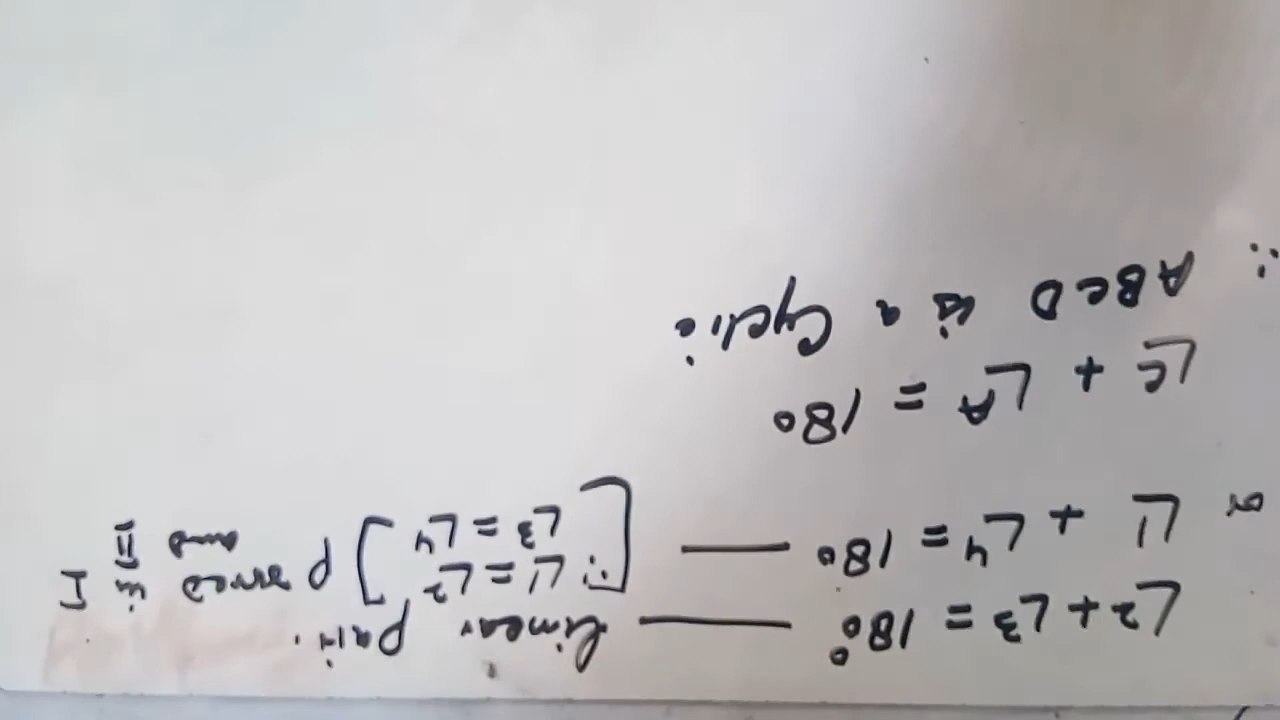 ∠2 + ∠3 = 180° —— linear pair.
or ∠1 + ∠4 = 180 —— [∵ ∠1 = ∠2
∠3 = ∠4] proved in I and II
∠C + ∠A = 180
∴ ABCD is a Cyclic